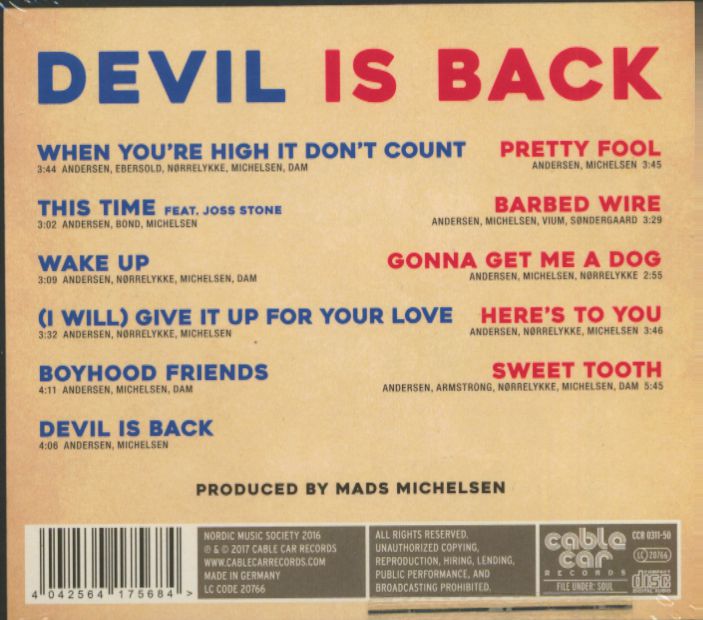 DEVIL IS BACK
WHEN YOU'RE HIGH IT DON'T COUNT
3:44 ANDERSEN, EBERSOLD, NØRRELYKKE, MICHELSEN, DAM
THIS TIME FEAT. JOSS STONE
3:02 ANDERSEN, BOND, MICHELSEN
WAKE UP
3:09 ANDERSEN, NØRRELYKKE, MICHELSEN, DAM
(I WILL) GIVE IT UP FOR YOUR LOVE
3:32 ANDERSEN, NØRRELYKKE, MICHELSEN
BOYHOOD FRIENDS
4:11 ANDERSEN, MICHELSEN, DAM
DEVIL IS BACK
4:06 ANDERSEN, MICHELSEN
PRETTY FOOL
ANDERSEN, MICHELSEN 3:45
BARBED WIRE
ANDERSEN, MICHELSEN, VIUM, SØNDERGAARD 3:29
GONNA GET ME A DOG
ANDERSEN, MICHELSEN, NØRRELYKKE 2:55
HERE'S TO YOU
ANDERSEN, NØRRELYKKE, MICHELSEN 3:46
SWEET TOOTH
ANDERSEN, ARMSTRONG, NØRRELYKKE, MICHELSEN, DAM 5:45
PRODUCED BY MADS MICHELSEN
4 042564 175684 >
NORDIC MUSIC SOCIETY 2016
℗ & © 2017 CABLE CAR RECORDS
WWW.CABLECARRECORDS.COM
MADE IN GERMANY
LC CODE 20766
ALL RIGHTS RESERVED.
UNAUTHORIZED COPYING,
REPRODUCTION, HIRING, LENDING,
PUBLIC PERFORMANCE, AND
BROADCASTING PROHIBITED.
cable
car
RECORDS
FILE UNDER: SOUL
CCR 0311-50
LC 20766
COMPACT
disc
DIGITAL AUDIO